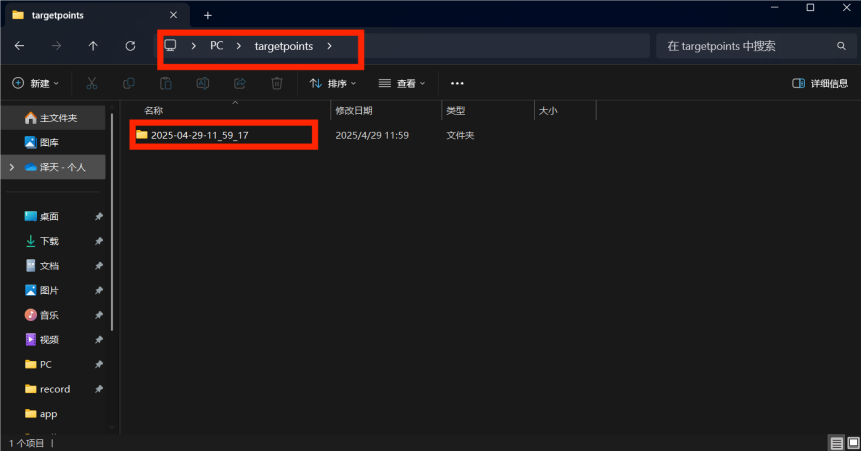 targetpoints
PC targetpoints 在 targetpoints 中搜索
新建 排序 查看 详细信息
名称 修改日期 类型 大小
2025-04-29-11_59_17 2025/4/29 11:59 文件夹
主文件夹
图库
泽天 - 个人
桌面
下载
文档
图片
音乐
视频
PC
record
app
1 个项目